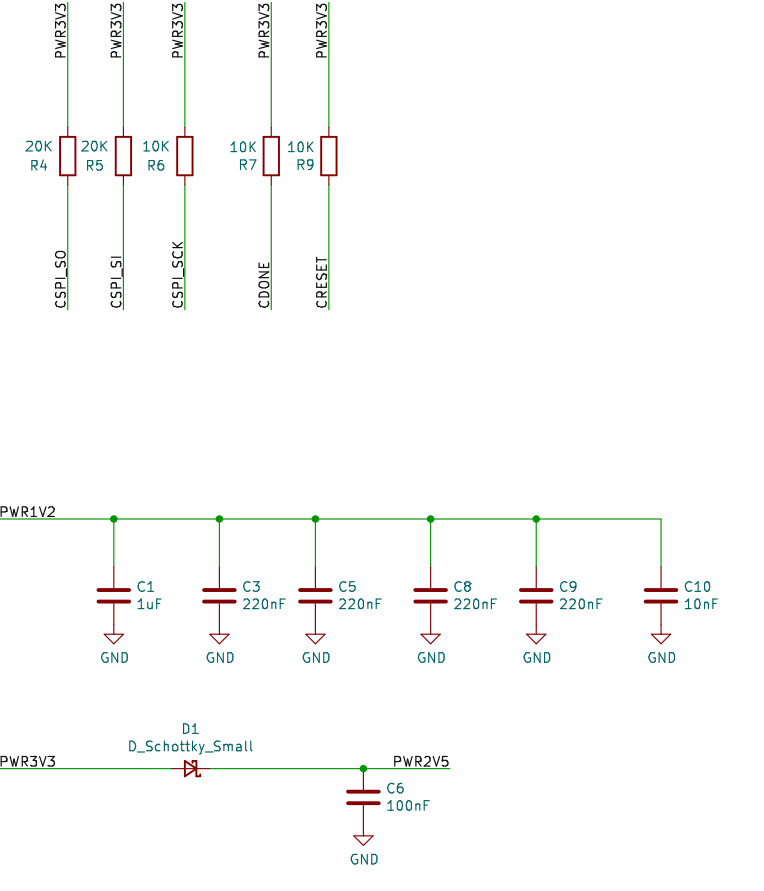 PWR3V3
PWR3V3
PWR3V3
PWR3V3
PWR3V3
20K
R4
20K
R5
10K
R6
10K
R7
10K
R9
CSPI_SO
CSPI_SI
CSPI_SCK
CDONE
CRESET
PWR1V2
C1
1uF
GND
C3
220nF
GND
C5
220nF
GND
C8
220nF
GND
C9
220nF
GND
C10
10nF
GND
D1
D_Schottky_Small
PWR3V3
PWR2V5
C6
100nF
GND